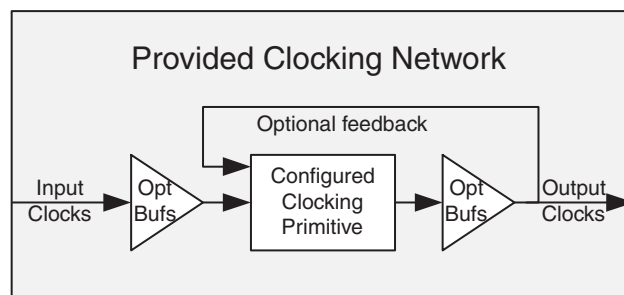 Provided Clocking Network
Optional feedback
Input
Clocks
Opt
Bufs
Configured
Clocking
Primitive
Opt
Bufs
Output
Clocks